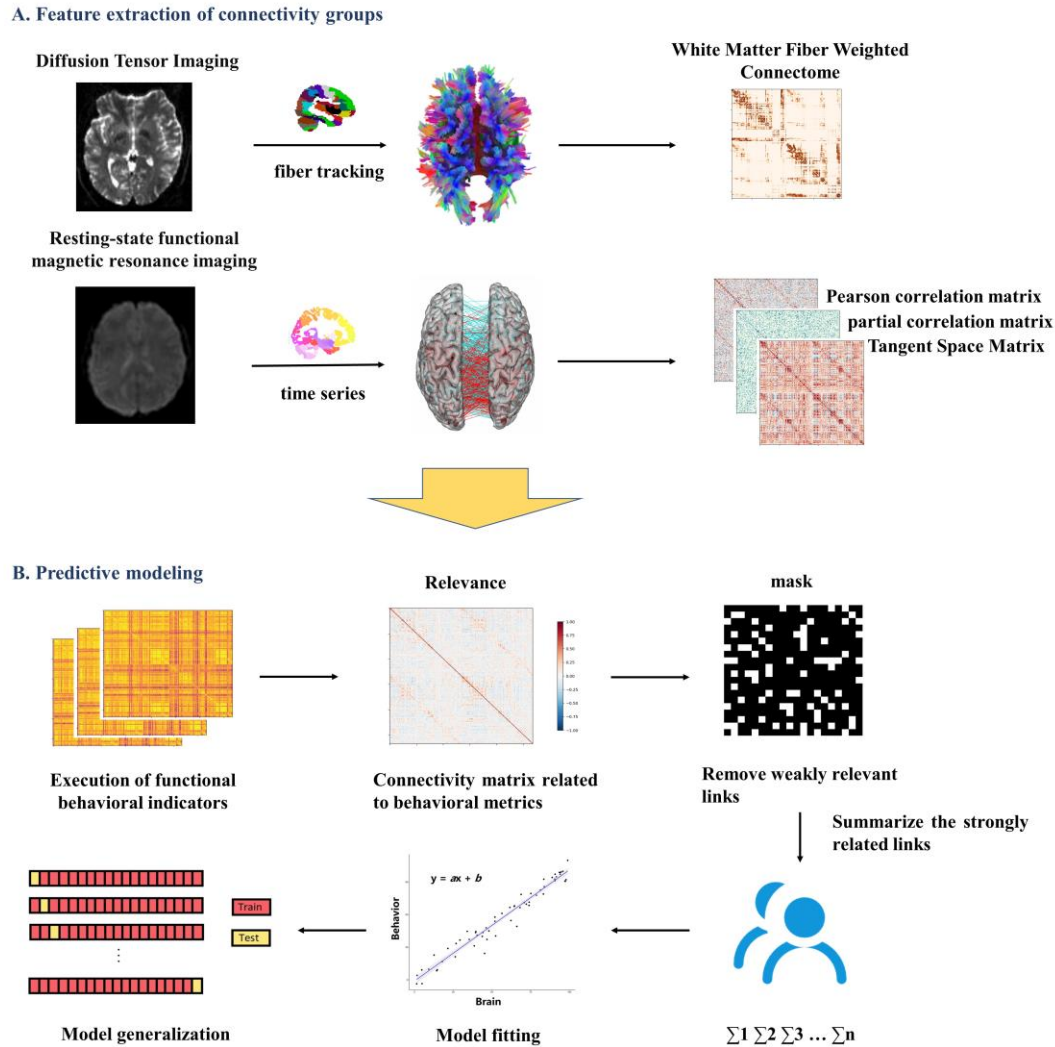 A. Feature extraction of connectivity groups
Diffusion Tensor Imaging
fiber tracking
White Matter Fiber Weighted
Connectome
Resting-state functional
magnetic resonance imaging
time series
Pearson correlation matrix
partial correlation matrix
Tangent Space Matrix
B. Predictive modeling
Relevance
mask
1.00
0.75
0.50
0.25
0.00
−0.25
−0.50
−0.75
−1.00
Execution of functional
behavioral indicators
Connectivity matrix related
to behavioral metrics
Remove weakly relevant
links
Summarize the strongly
related links
Train
Test
⋮
y = ax + b
Behavior
Brain
Model generalization
Model fitting
∑1 ∑2 ∑3 … ∑n